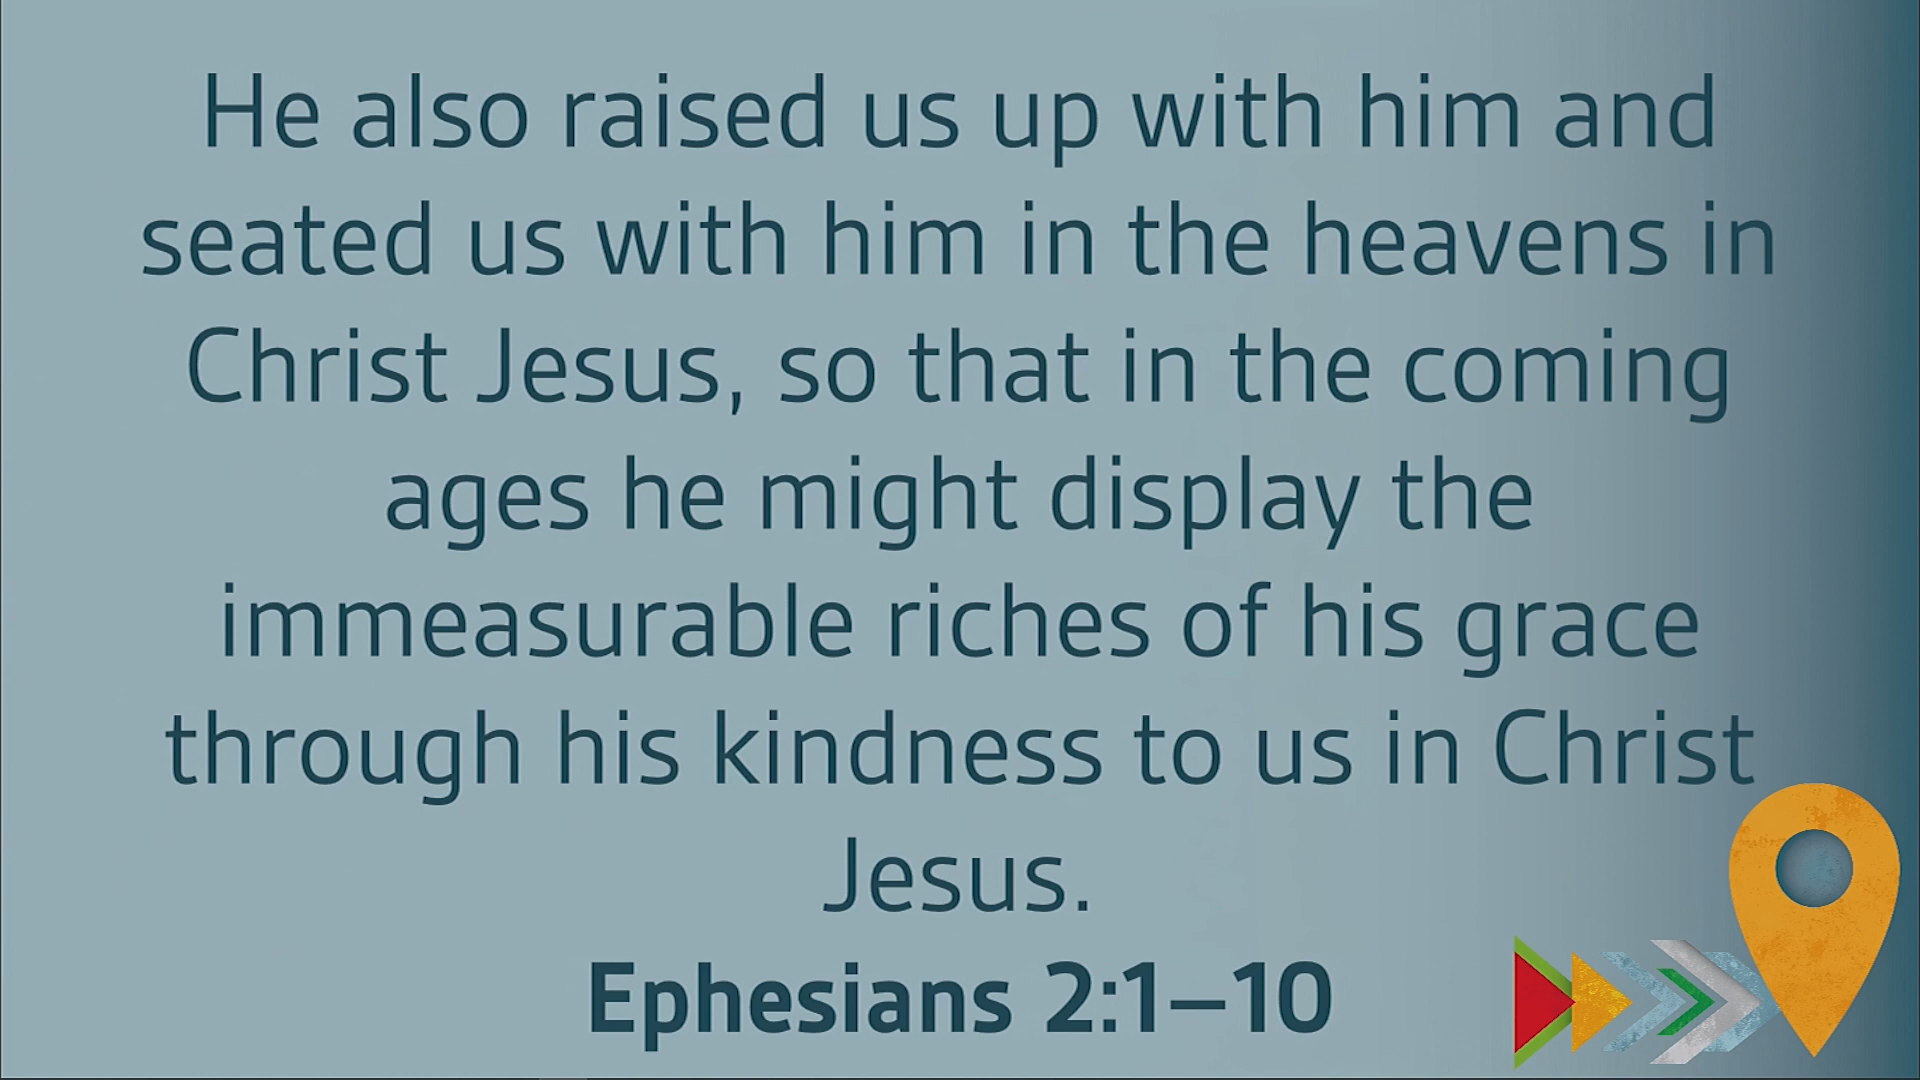 He also raised us up with him and
seated us with him in the heavens in
Christ Jesus, so that in the coming
ages he might display the
immeasurable riches of his grace
through his kindness to us in Christ
Jesus.
Ephesians 2:1–10